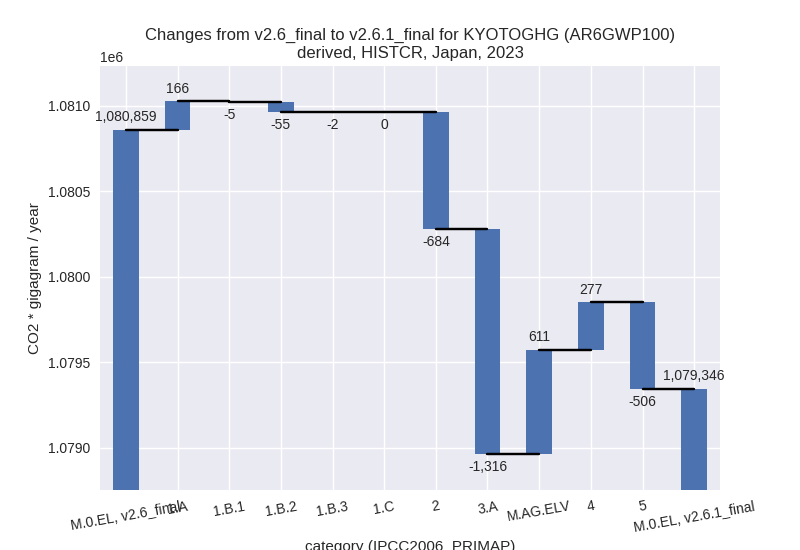 Changes from v2.6_final to v2.6.1_final for KYOTOGHG (AR6GWP100)
derived, HISTCR, Japan, 2023
1e6
1.0810
1.0805
1.0800
1.0795
1.0790
CO2 * gigagram / year
1,080,859
166
-5
-55
-2
0
-684
-1,316
611
277
-506
1,079,346
M.0.EL, v2.6_final
1.A
1.B.1
1.B.2
1.B.3
1.C
2
3.A
M.AG.ELV
4
5
M.0.EL, v2.6.1_final
category (IPCC2006_PRIMAP)